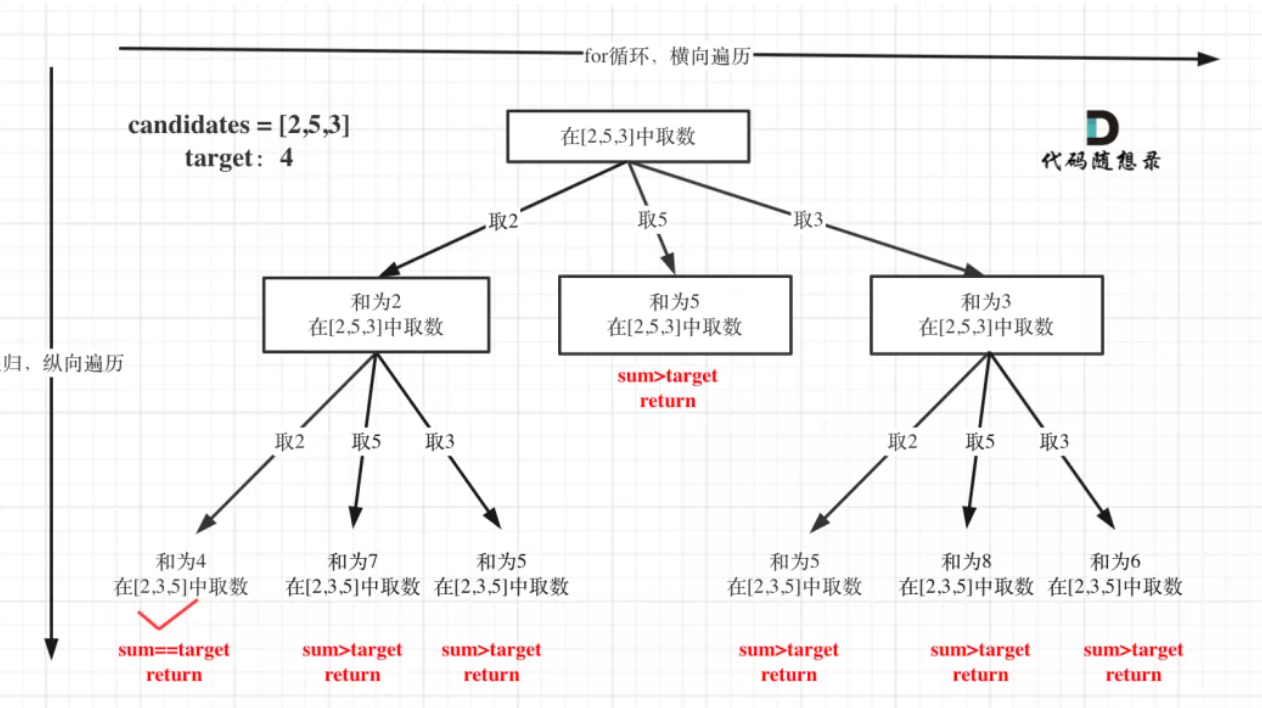 for循环，横向遍历
candidates = [2,5,3]
target：4
在[2,5,3]中取数
代码随想录
取2
取5
取3
和为2
在[2,5,3]中取数
和为5
在[2,5,3]中取数
和为3
在[2,5,3]中取数
归，纵向遍历
sum>target
return
取2
取5
取3
取2
取5
取3
和为4
在[2,3,5]中取数
和为7
在[2,3,5]中取数
和为5
在[2,3,5]中取数
和为5
在[2,3,5]中取数
和为8
在[2,3,5]中取数
和为6
在[2,3,5]中取数
sum==target
return
sum>target
return
sum>target
return
sum>target
return
sum>target
return
sum>target
return